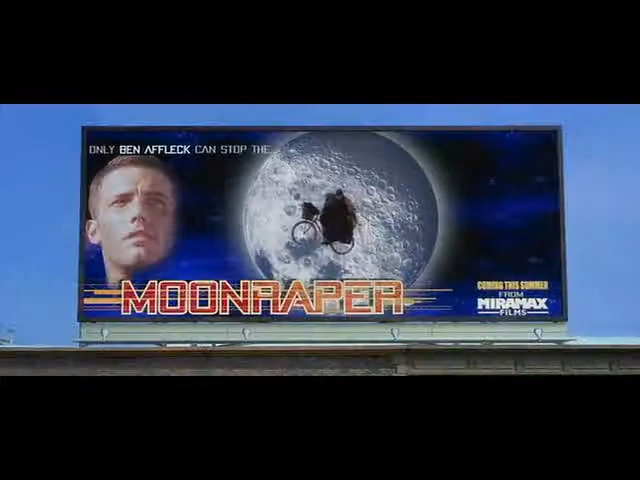 ONLY BEN AFFLECK CAN STOP THE...
MOONRAPER
COMING THIS SUMMER
FROM
MIRAMAX
FILMS